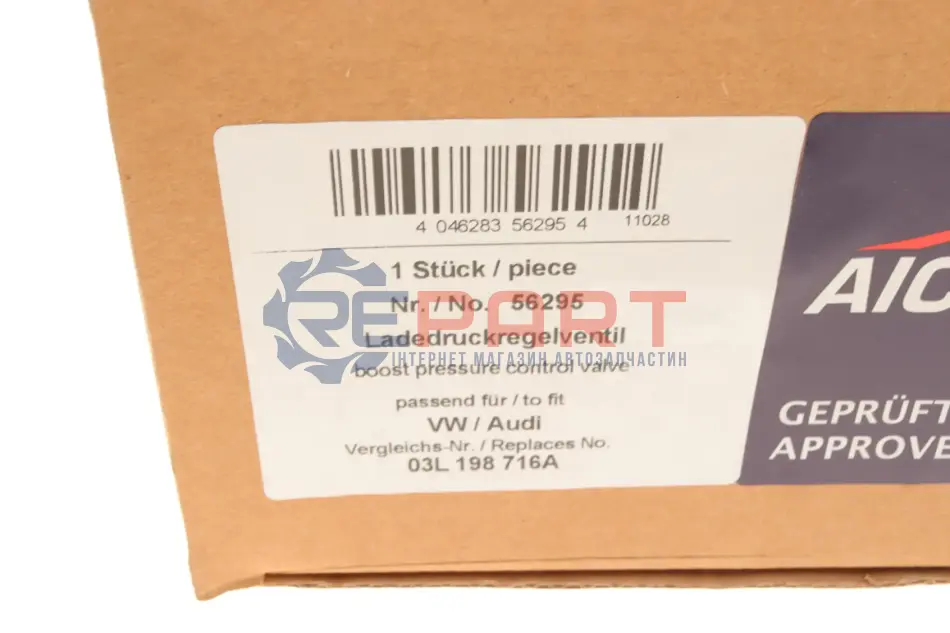 4 046283 56295 4 11028
1 Stück / piece
Nr. / No. 56295
Ladedruckregelventil
boost pressure control valve
passend für / to fit
VW / Audi
Vergleichs-Nr. / Replaces No.
03L 198 716A
REPART
ІНТЕРНЕТ МАГАЗИН АВТОЗАПЧАСТИН
AIC
GEPRÜFT
APPROVE